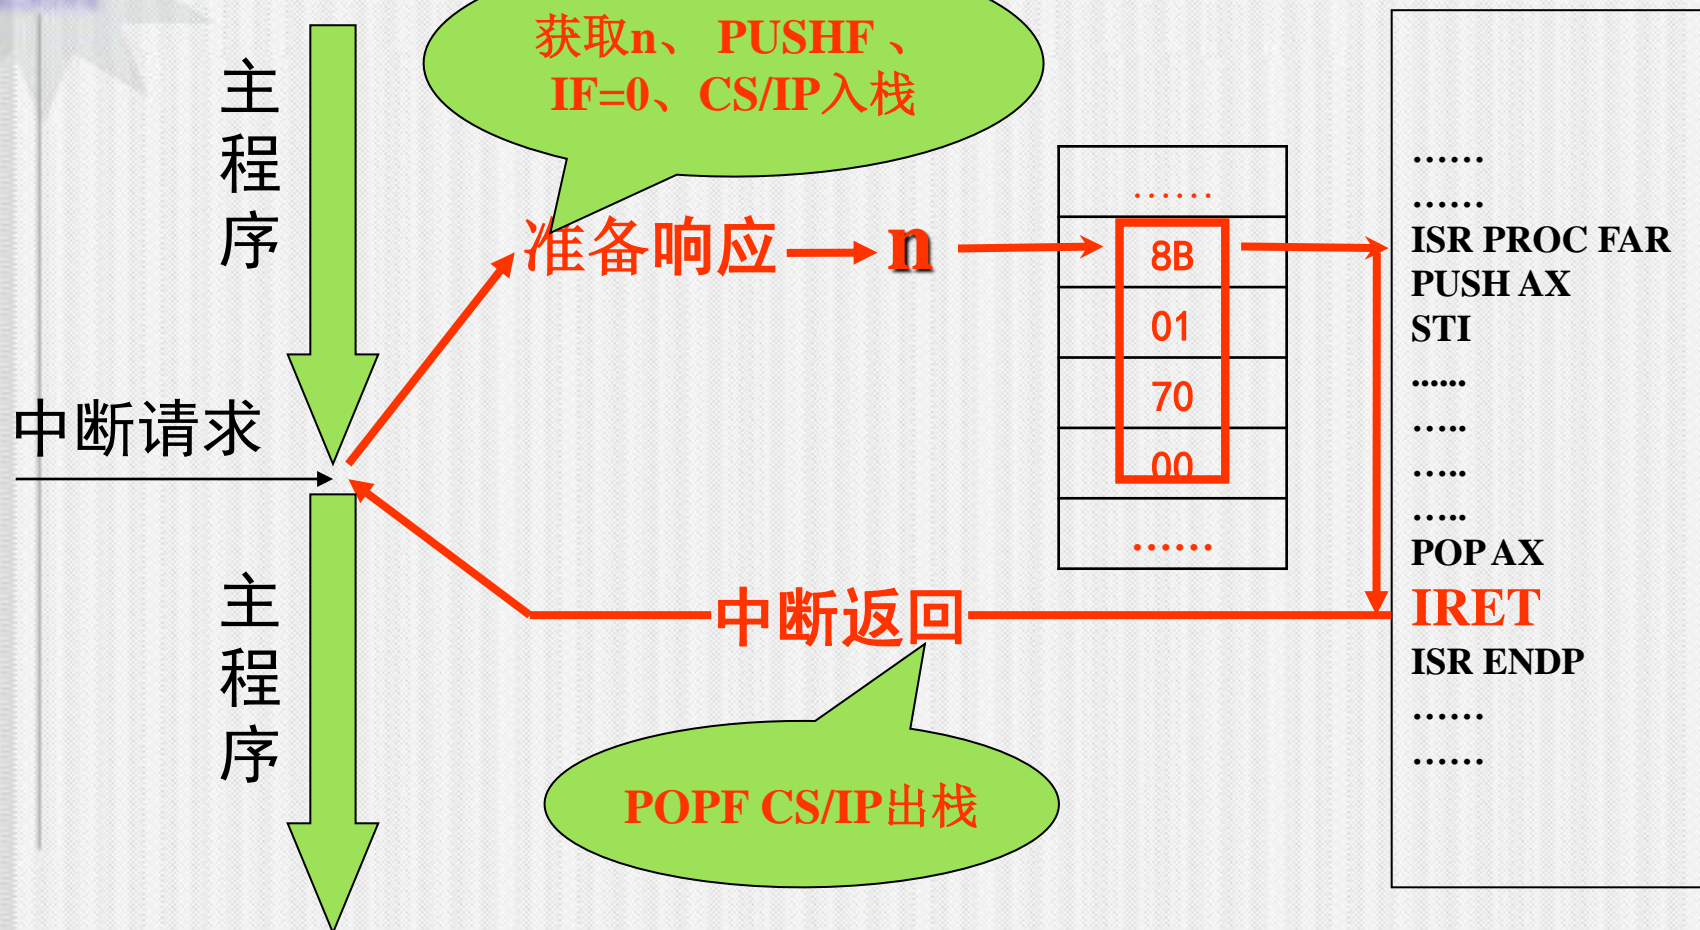 获取n、 PUSHF 、
IF=0、CS/IP入栈
主
程
序
准备响应
n
中断请求
……
8B
01
70
00
……
……
……
ISR PROC FAR
PUSH AX
STI
......
…..
…..
…..
POP AX
IRET
ISR ENDP
……
……
中断返回
主
程
序
POPF CS/IP出栈